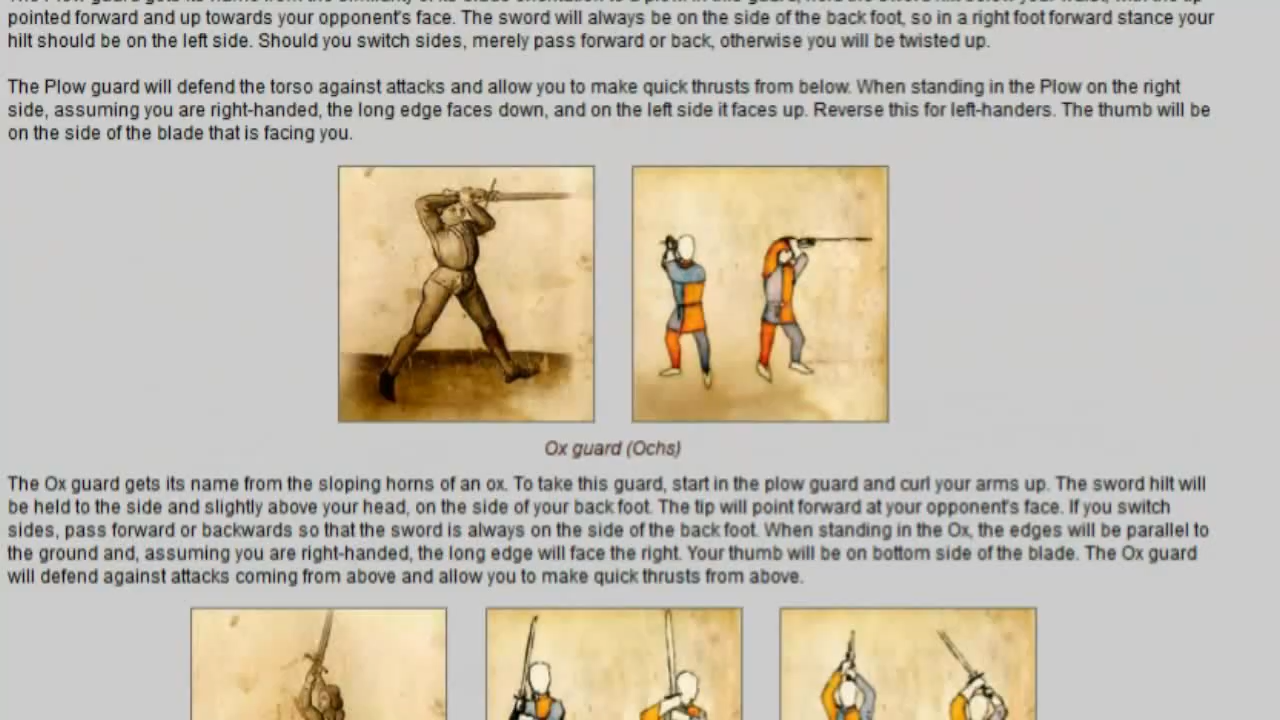 pointed forward and up towards your opponent's face. The sword will always be on the side of the back foot, so in a right foot forward stance your
hilt should be on the left side. Should you switch sides, merely pass forward or back, otherwise you will be twisted up.
The Plow guard will defend the torso against attacks and allow you to make quick thrusts from below. When standing in the Plow on the right
side, assuming you are right-handed, the long edge faces down, and on the left side it faces up. Reverse this for left-handers. The thumb will be
on the side of the blade that is facing you.
Ox guard (Ochs)
The Ox guard gets its name from the sloping horns of an ox. To take this guard, start in the plow guard and curl your arms up. The sword hilt will
be held to the side and slightly above your head, on the side of your back foot. The tip will point forward at your opponent's face. If you switch
sides, pass forward or backwards so that the sword is always on the side of the back foot. When standing in the Ox, the edges will be parallel to
the ground and, assuming you are right-handed, the long edge will face the right. Your thumb will be on bottom side of the blade. The Ox guard
will defend against attacks coming from above and allow you to make quick thrusts from above.